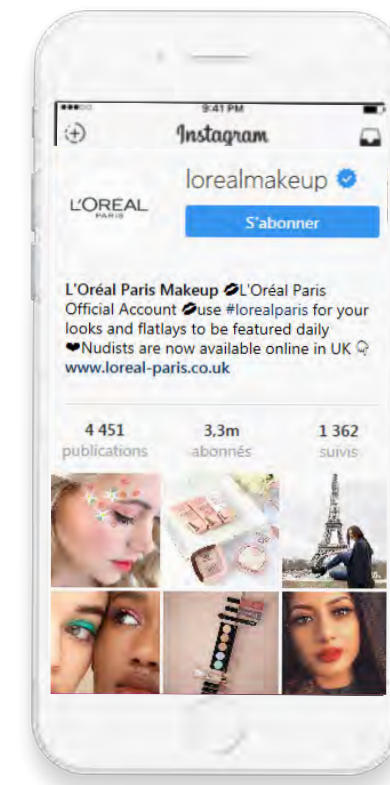 9:41 PM
Instagram
L'ORÉAL
PARIS
lorealmakeup
S'abonner
L'Oréal Paris Makeup 💋L'Oréal Paris
Official Account 💋use #lorealparis for your
looks and flatlays to be featured daily
❤Nudists are now available online in UK 👇
www.loreal-paris.co.uk
4 451
publications
3,3m
abonnés
1 362
suivis